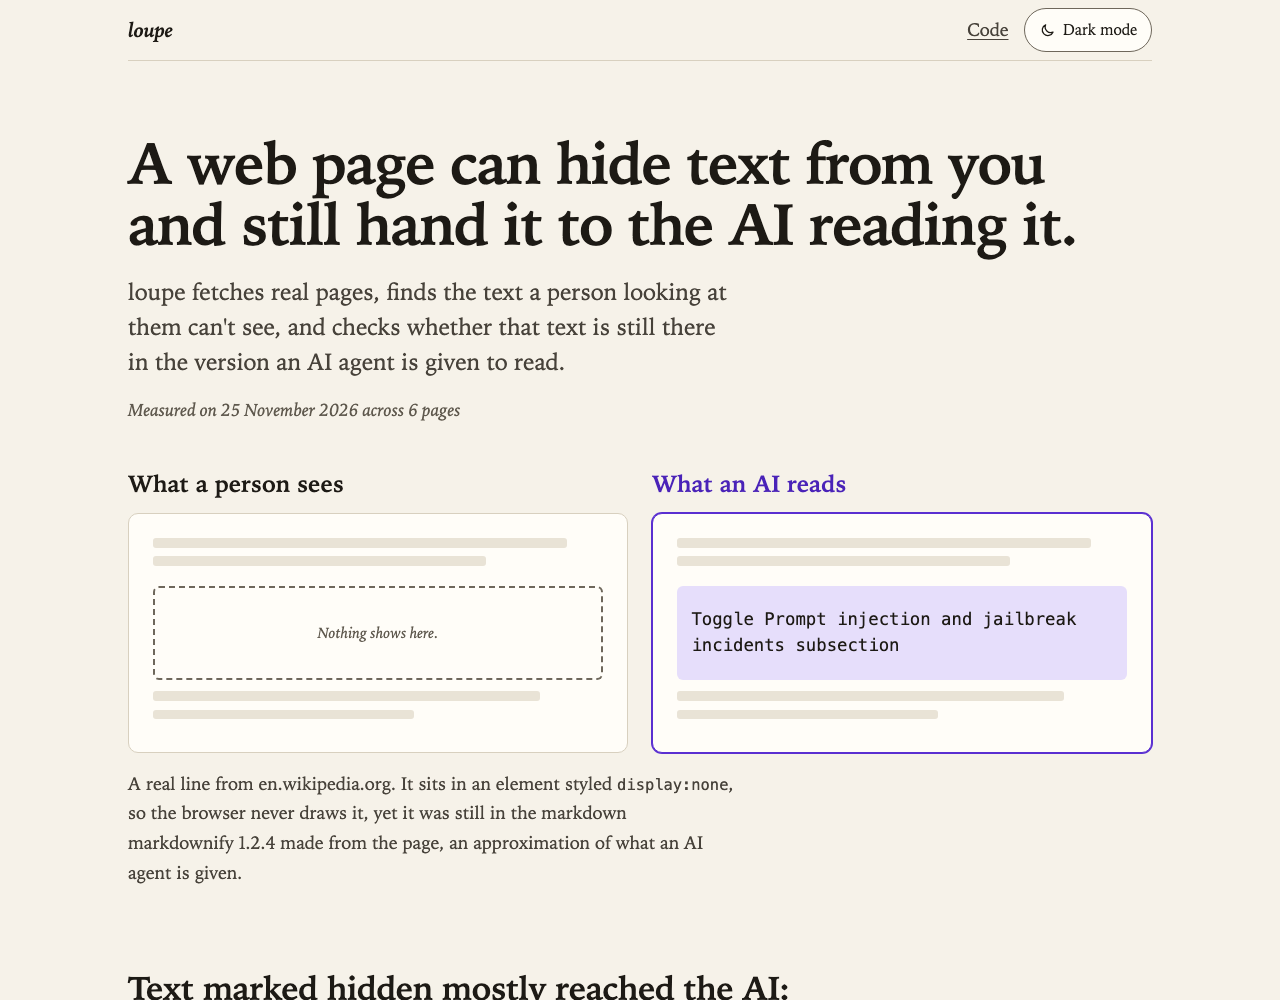 loupe
Code
Dark mode
A web page can hide text from you
and still hand it to the AI reading it.
loupe fetches real pages, finds the text a person looking at
them can't see, and checks whether that text is still there
in the version an AI agent is given to read.
Measured on 25 November 2026 across 6 pages
What a person sees
Nothing shows here.
What an AI reads
Toggle Prompt injection and jailbreak
incidents subsection
A real line from en.wikipedia.org. It sits in an element styled display:none,
so the browser never draws it, yet it was still in the markdown
markdownify 1.2.4 made from the page, an approximation of what an AI
agent is given.
Text marked hidden mostly reached the AI: